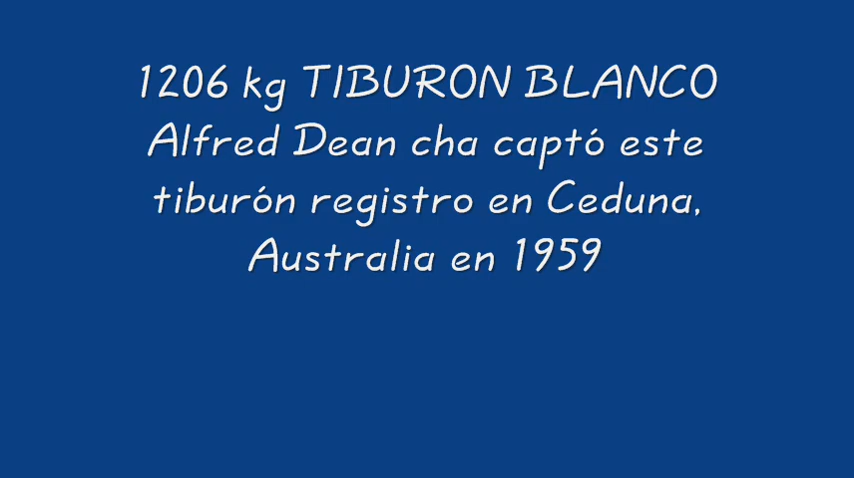 1206 kg TIBURON BLANCO
Alfred Dean cha captó este
tiburón registro en Ceduna,
Australia en 1959